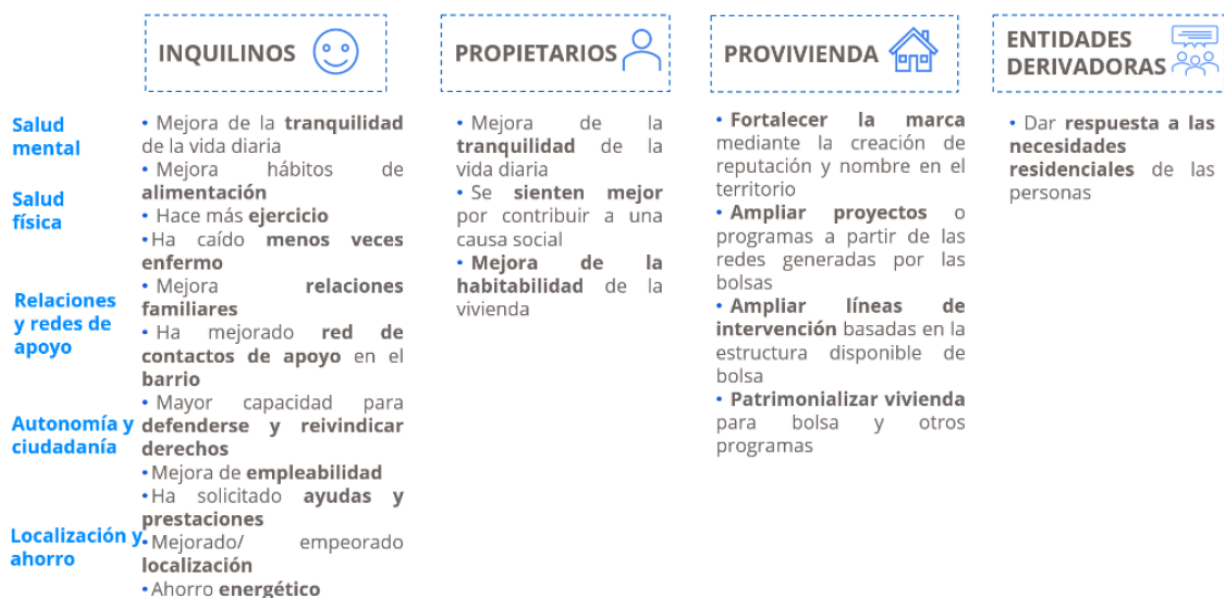 INQUILINOS
PROPIETARIOS
PROVIVIENDA
ENTIDADES
DERIVADORAS
Salud
mental
Salud
física
Relaciones
y redes de
apoyo
Autonomía y
ciudadanía
Localización y
ahorro
• Mejora de la tranquilidad
de la vida diaria
• Mejora hábitos de
alimentación
• Hace más ejercicio
• Ha caído menos veces
enfermo
• Mejora relaciones
familiares
• Ha mejorado red de
contactos de apoyo en el
barrio
• Mayor capacidad para
defenderse y reivindicar
derechos
• Mejora de empleabilidad
• Ha solicitado ayudas y
prestaciones
• Mejorado/ empeorado
localización
• Ahorro energético
• Mejora de la
tranquilidad de la
vida diaria
• Se sienten mejor
por contribuir a una
causa social
• Mejora de la
habitabilidad de la
vivienda
• Fortalecer la marca
mediante la creación de
reputación y nombre en el
territorio
• Ampliar proyectos o
programas a partir de las
redes generadas por las
bolsas
• Ampliar líneas de
intervención basadas en la
estructura disponible de
bolsa
• Patrimonializar vivienda
para bolsa y otros
programas
• Dar respuesta a las
necesidades
residenciales de las
personas